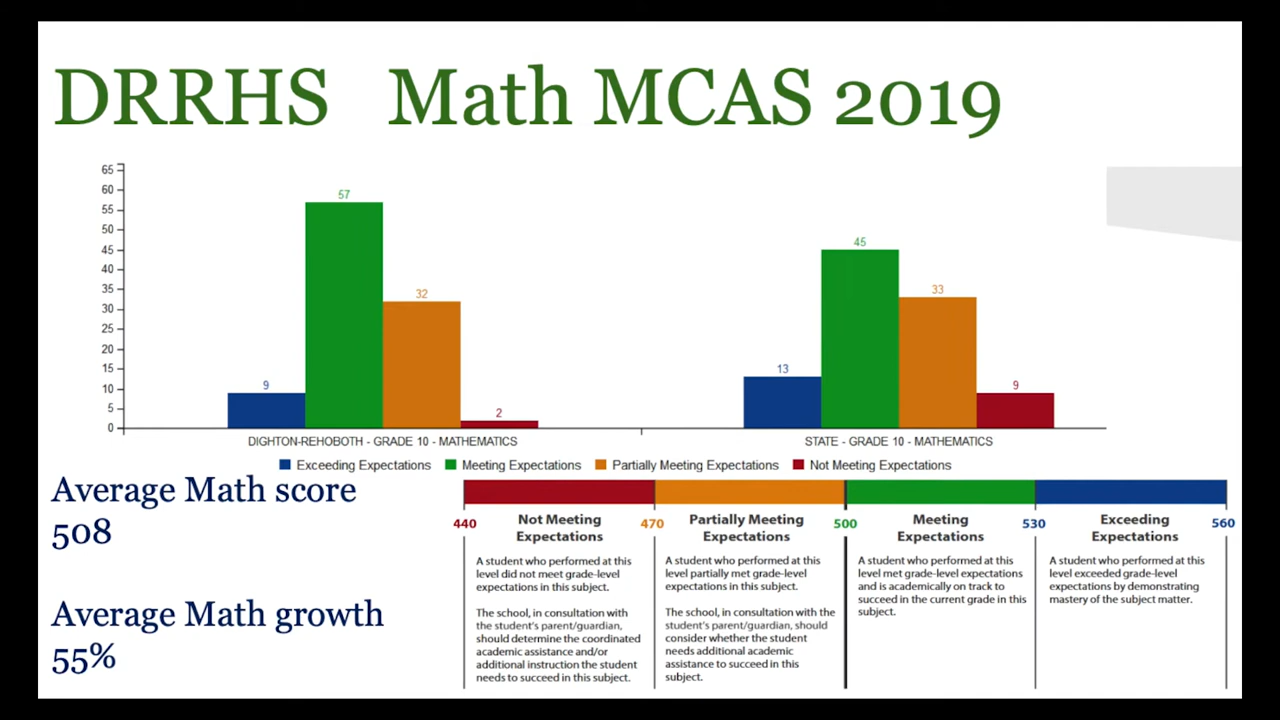 DRRHS Math MCAS 2019
65
60
55
50
45
40
35
30
25
20
15
10
5
0
9
57
32
2
13
45
33
9
DIGHTON-REHOBOTH - GRADE 10 - MATHEMATICS
STATE - GRADE 10 - MATHEMATICS
Exceeding Expectations
Meeting Expectations
Partially Meeting Expectations
Not Meeting Expectations
Average Math score
508
Average Math growth
55%
440
470
500
530
560
Not Meeting
Expectations
A student who performed at this
level did not meet grade-level
expectations in this subject.
The school, in consultation with
the student's parent/guardian,
should determine the coordinated
academic assistance and/or
additional instruction the student
needs to succeed in this subject.
Partially Meeting
Expectations
A student who performed at this
level partially met grade-level
expectations in this subject.
The school, in consultation with the
student's parent/guardian, should
consider whether the student
needs additional academic
assistance to succeed in this
subject.
Meeting
Expectations
A student who performed at this
level met grade-level expectations
and is academically on track to
succeed in the current grade in this
subject.
Exceeding
Expectations
A student who performed at this
level exceeded grade-level
expectations by demonstrating
mastery of the subject matter.